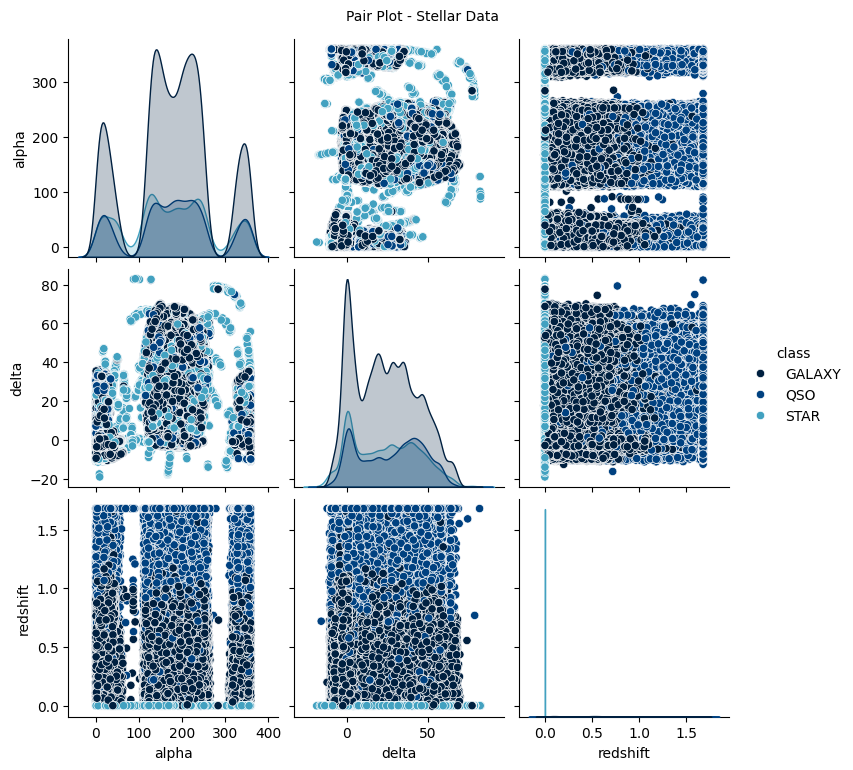 Pair Plot - Stellar Data
300
200
100
0
alpha
80
60
40
20
0
−20
delta
class
GALAXY
QSO
STAR
1.5
1.0
0.5
0.0
redshift
0 100 200 300 400
0 50
0.0 0.5 1.0 1.5
alpha
delta
redshift